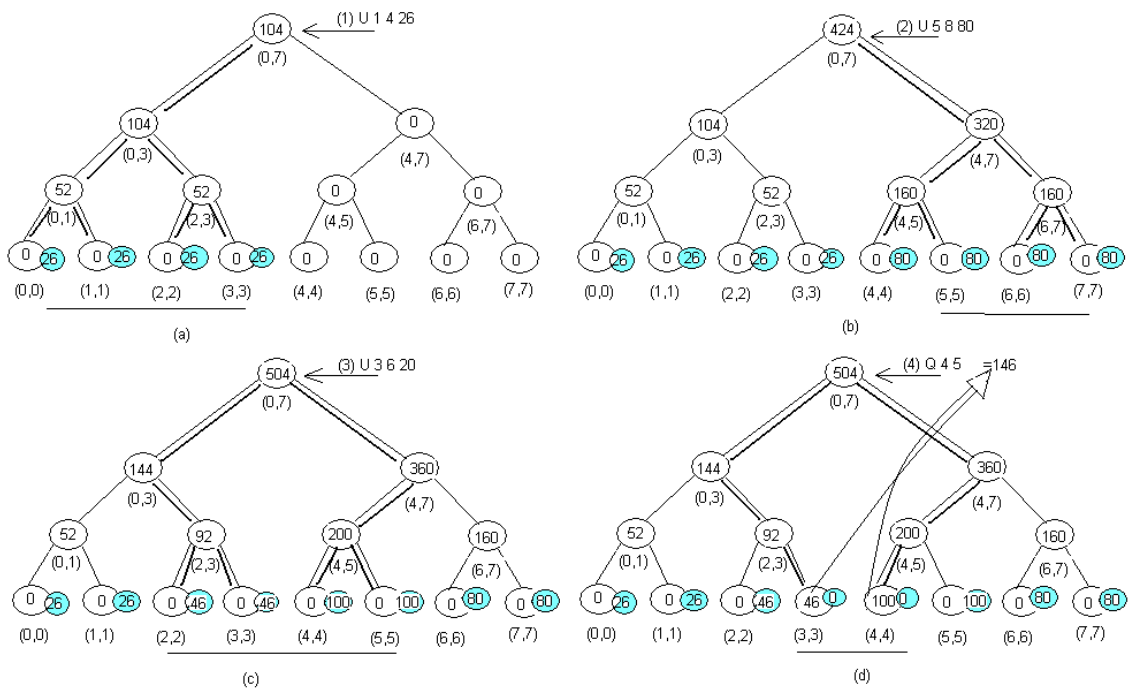 104 (1) U 1 4 26
(0,7)
104 0
(0,3) (4,7)
52 52 0 0
(0,1) (2,3) (4,5) (6,7)
0 26 0 26 0 26 0 26 0 0 0 0
(0,0) (1,1) (2,2) (3,3) (4,4) (5,5) (6,6) (7,7)
(a)
424 (2) U 5 8 80
(0,7)
104 320
(0,3) (4,7)
52 52 160 160
(0,1) (2,3) (4,5) (6,7)
0 26 0 26 0 26 0 26 0 80 0 80 0 80 0 80
(0,0) (1,1) (2,2) (3,3) (4,4) (5,5) (6,6) (7,7)
(b)
504 (3) U 3 6 20
(0,7)
144 360
(0,3) (4,7)
52 92 200 160
(0,1) (2,3) (4,5) (6,7)
0 26 0 26 0 46 0 46 0 100 0 100 0 80 0 80
(0,0) (1,1) (2,2) (3,3) (4,4) (5,5) (6,6) (7,7)
(c)
504 (4) Q 4 5 =146
(0,7)
144 360
(0,3) (4,7)
52 92 200 160
(0,1) (2,3) (4,5) (6,7)
0 26 0 26 0 46 46 0 100 0 0 100 0 80 0 80
(0,0) (1,1) (2,2) (3,3) (4,4) (5,5) (6,6) (7,7)
(d)